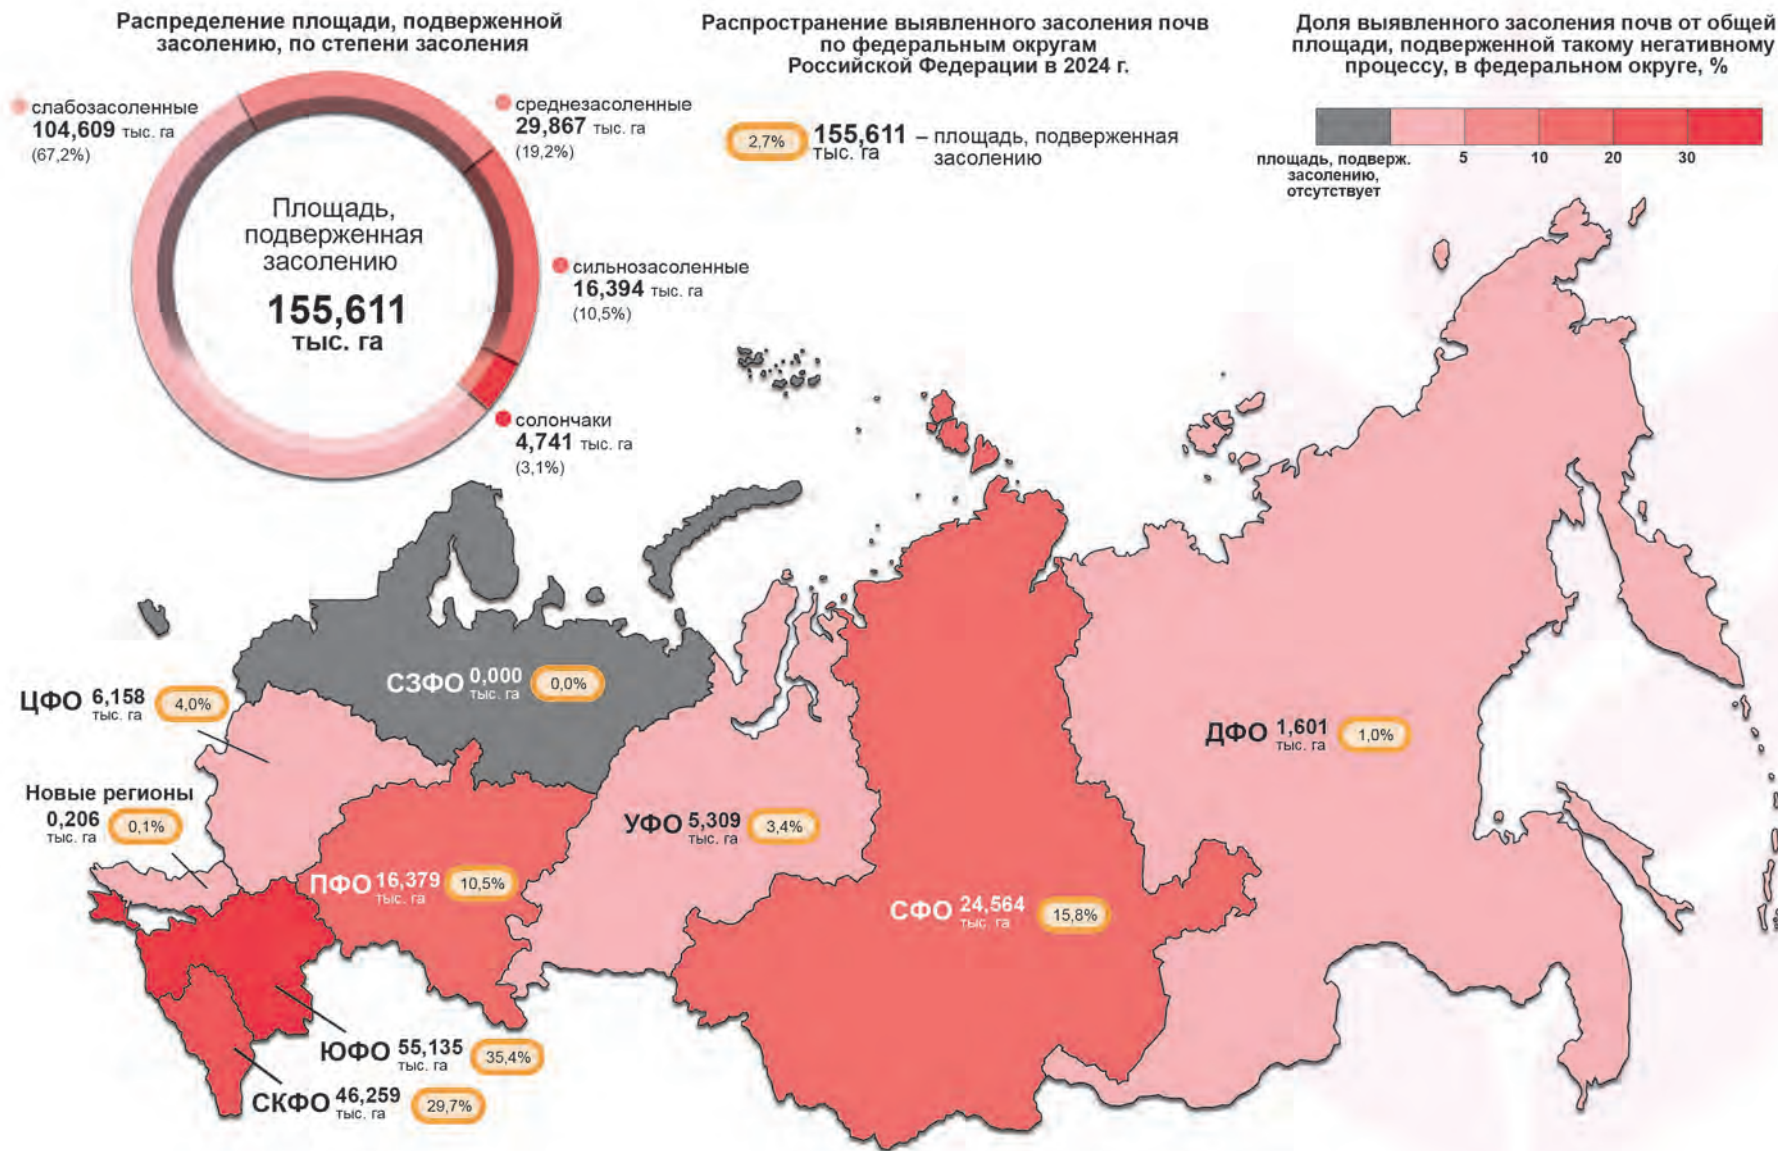 Распределение площади, подверженной
засолению, по степени засоления
слабозасоленные
104,609 тыс. га
(67,2%)
среднезасоленные
29,867 тыс. га
(19,2%)
сильнозасоленные
16,394 тыс. га
(10,5%)
солончаки
4,741 тыс. га
(3,1%)
Площадь,
подверженная
засолению
155,611
тыс. га
Распространение выявленного засоления почв
по федеральным округам
Российской Федерации в 2024 г.
2,7%
155,611
тыс. га
– площадь, подверженная
засолению
Доля выявленного засоления почв от общей
площади, подверженной такому негативному
процессу, в федеральном округе, %
площадь, подверж.
засолению,
отсутствует
5 10 20 30
СЗФО 0,000
тыс. га
0,0%
ЦФО 6,158
тыс. га
4,0%
Новые регионы
0,206
тыс. га
0,1%
ПФО 16,379
тыс. га
10,5%
УФО 5,309
тыс. га
3,4%
СФО 24,564
тыс. га
15,8%
ДФО 1,601
тыс. га
1,0%
ЮФО 55,135
тыс. га
35,4%
СКФО 46,259
тыс. га
29,7%